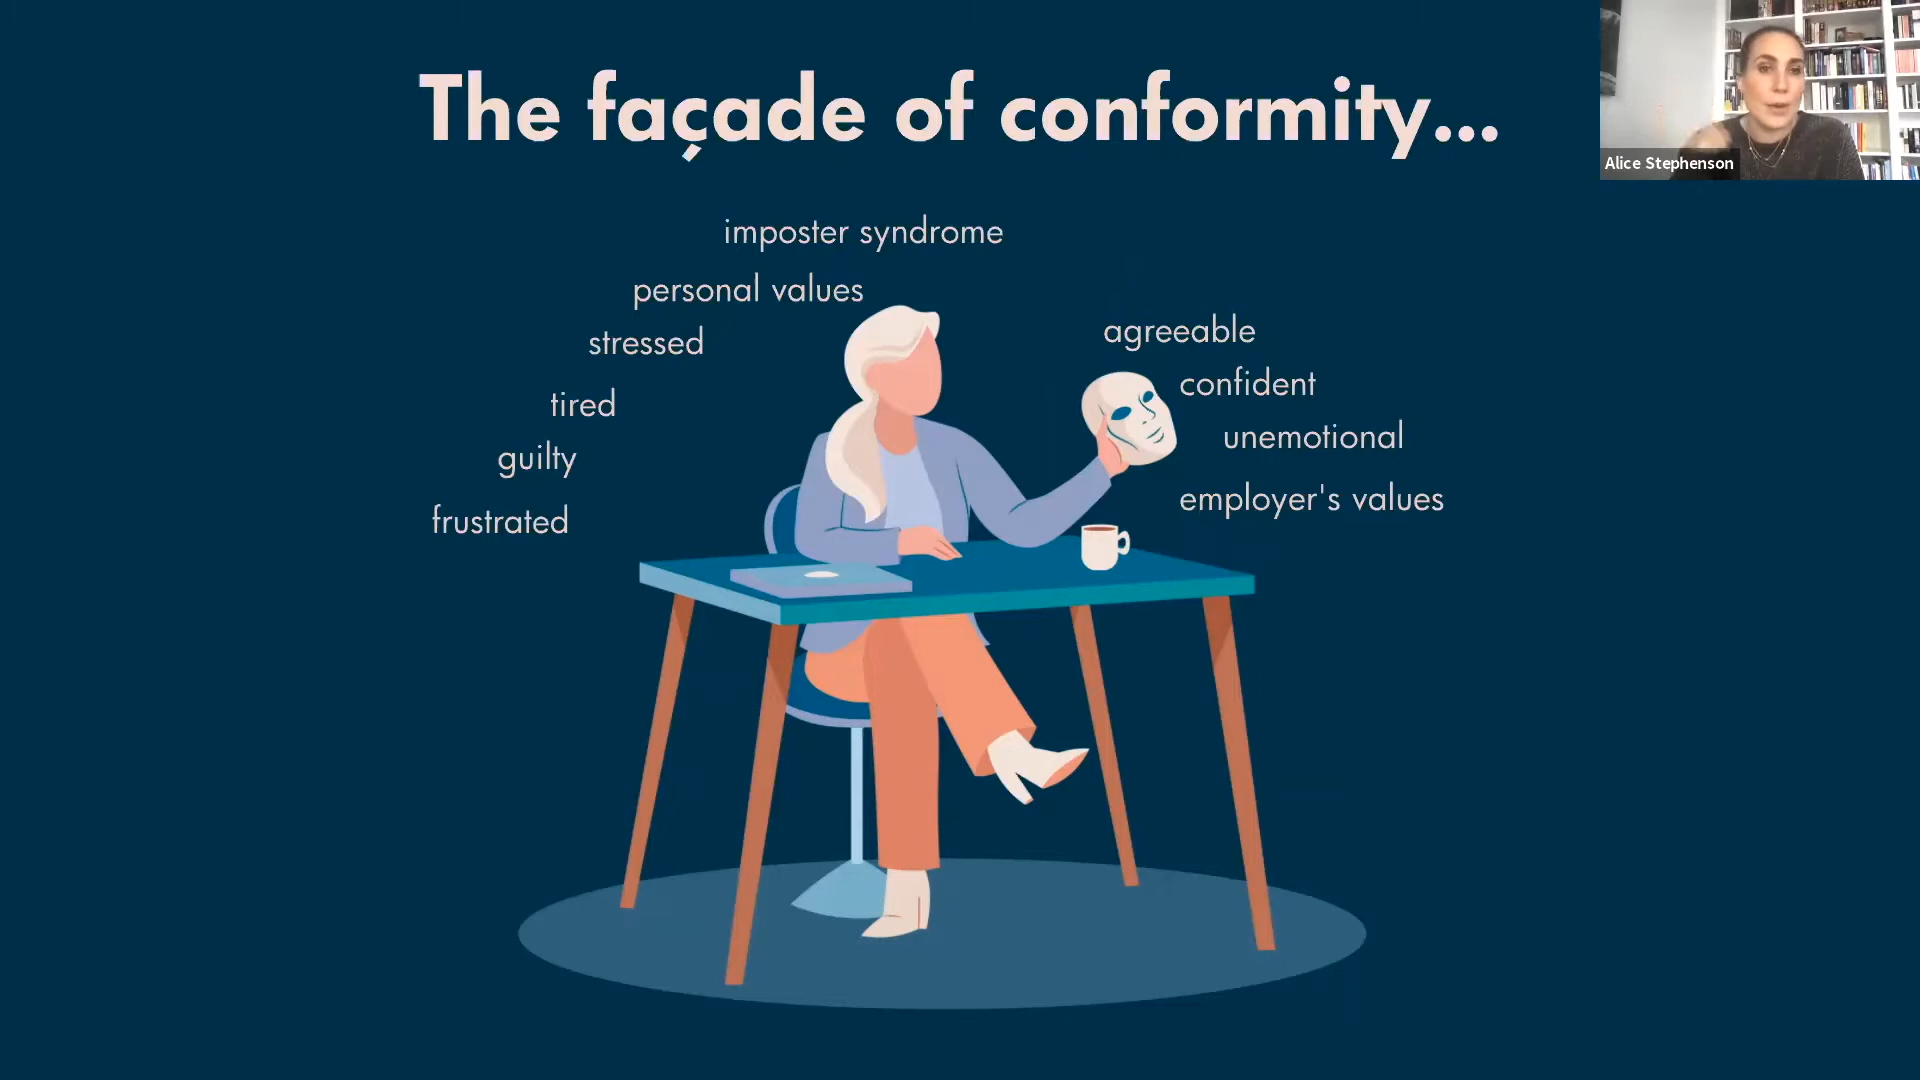 The façade of conformity...
Alice Stephenson
imposter syndrome
personal values
stressed
tired
guilty
frustrated
agreeable
confident
unemotional
employer's values